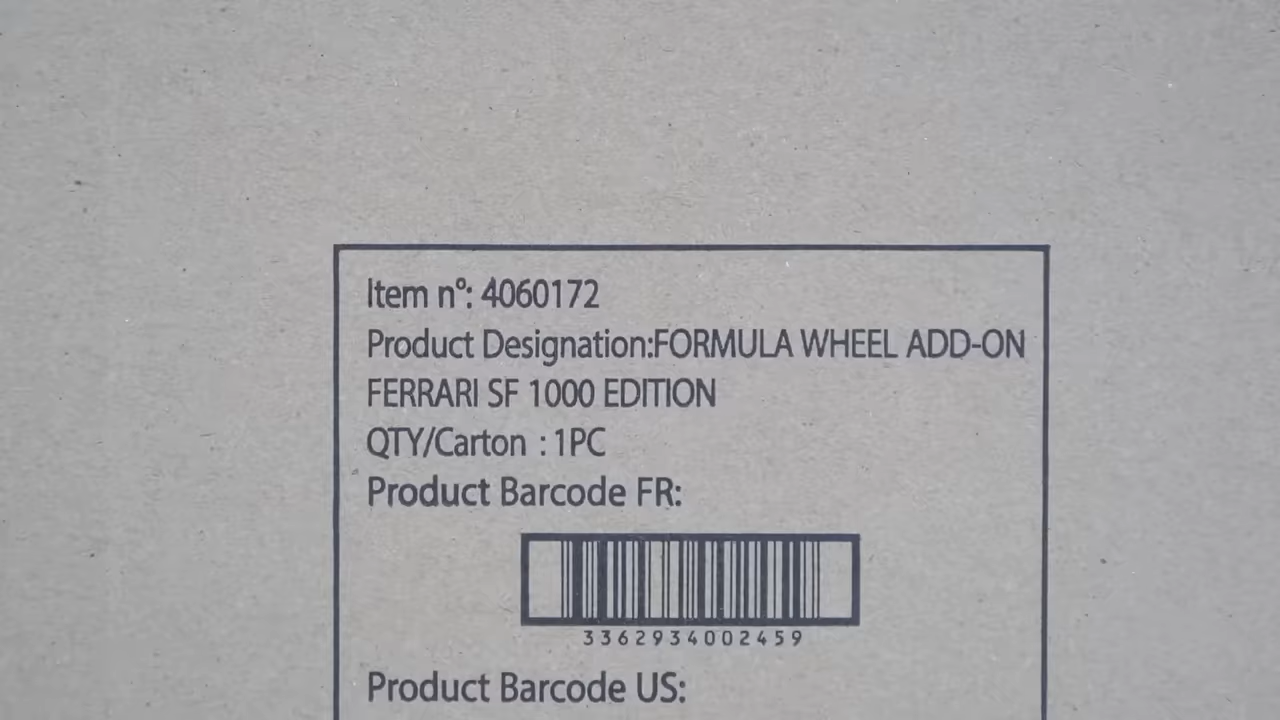 Item n°: 4060172
Product Designation:FORMULA WHEEL ADD-ON
FERRARI SF 1000 EDITION
QTY/Carton : 1PC
Product Barcode FR:
3362934002459
Product Barcode US: